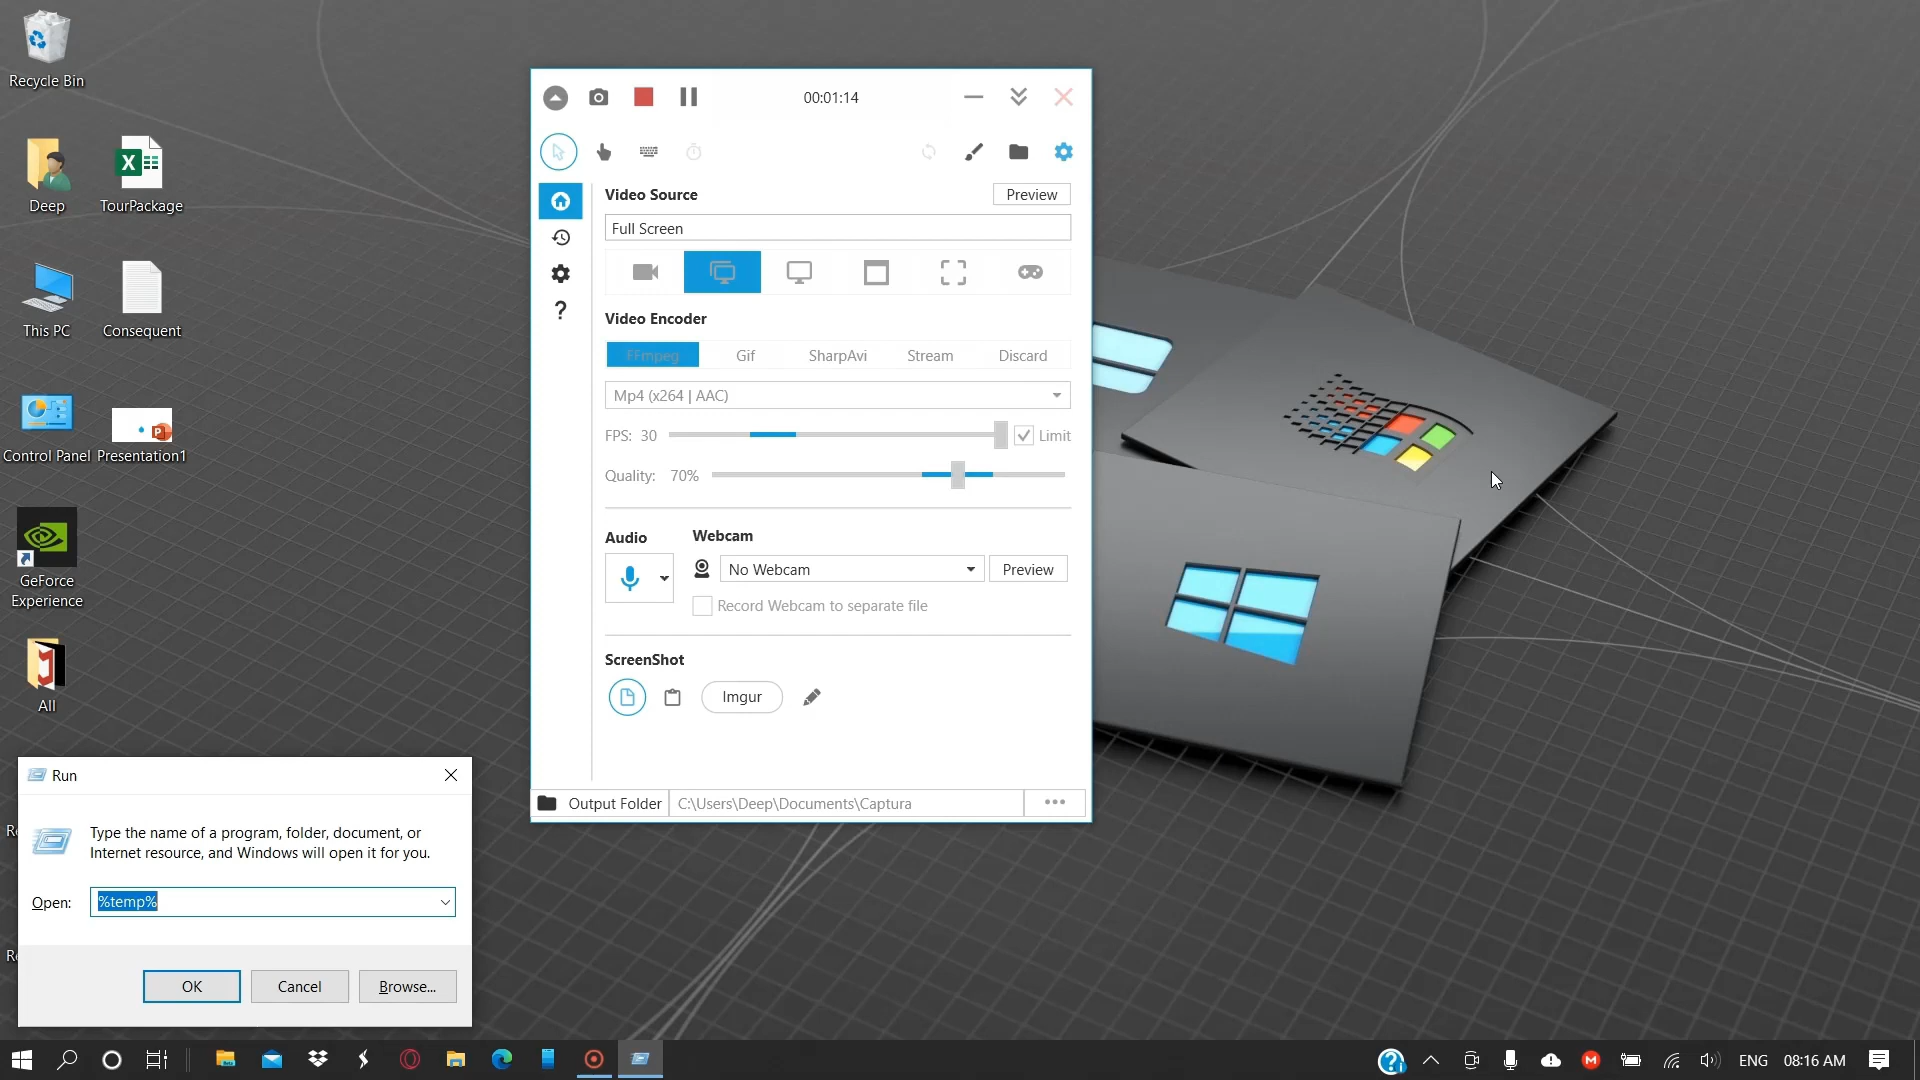 Recycle Bin
Deep
TourPackage
This PC
Consequent
Control Panel
Presentation1
GeForce
Experience
All
00:01:14
Video Source
Preview
Full Screen
Video Encoder
FFmpeg
Gif
SharpAvi
Stream
Discard
Mp4 (x264 | AAC)
FPS: 30
Limit
Quality: 70%
Audio
Webcam
No Webcam
Preview
Record Webcam to separate file
ScreenShot
Imgur
Output Folder
C:\Users\Deep\Documents\Captura
Run
Type the name of a program, folder, document, or
Internet resource, and Windows will open it for you.
Open:
%temp%
OK
Cancel
Browse...
ENG
08:16 AM